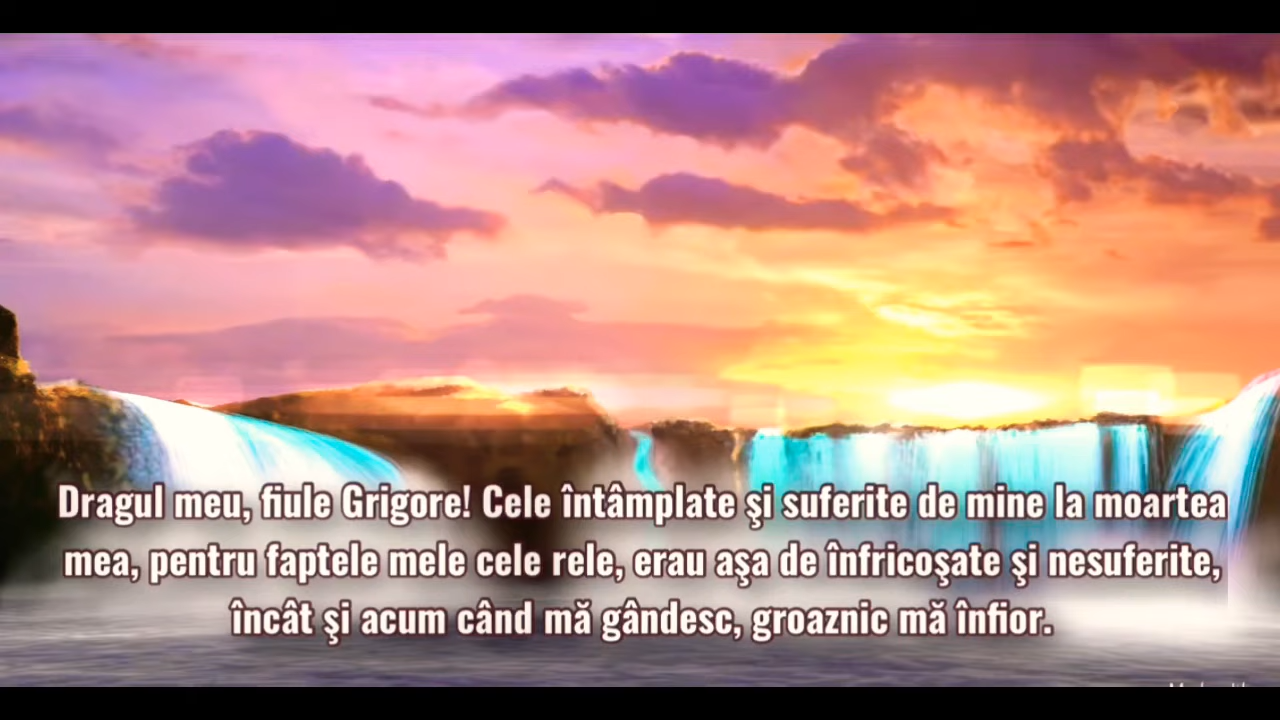 Dragul meu, fiule Grigore! Cele întâmplate şi suferite de mine la moartea
mea, pentru faptele mele cele rele, erau aşa de înfricoşate şi nesuferite,
încât şi acum când mă gândesc, groaznic mă înfior.